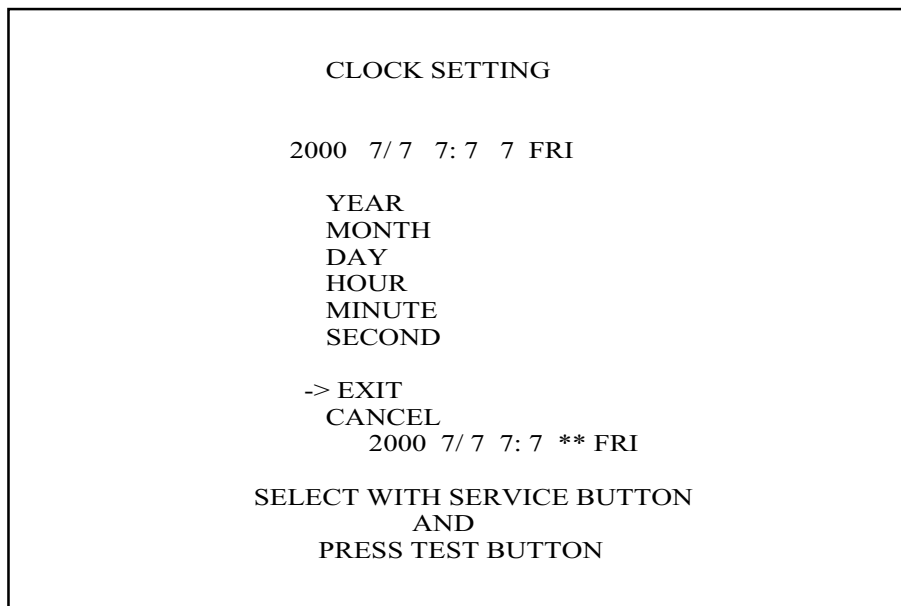 CLOCK SETTING
2000 7/ 7 7: 7 7 FRI
YEAR
MONTH
DAY
HOUR
MINUTE
SECOND
-> EXIT
CANCEL
2000 7/ 7 7: 7 ** FRI
SELECT WITH SERVICE BUTTON
AND
PRESS TEST BUTTON